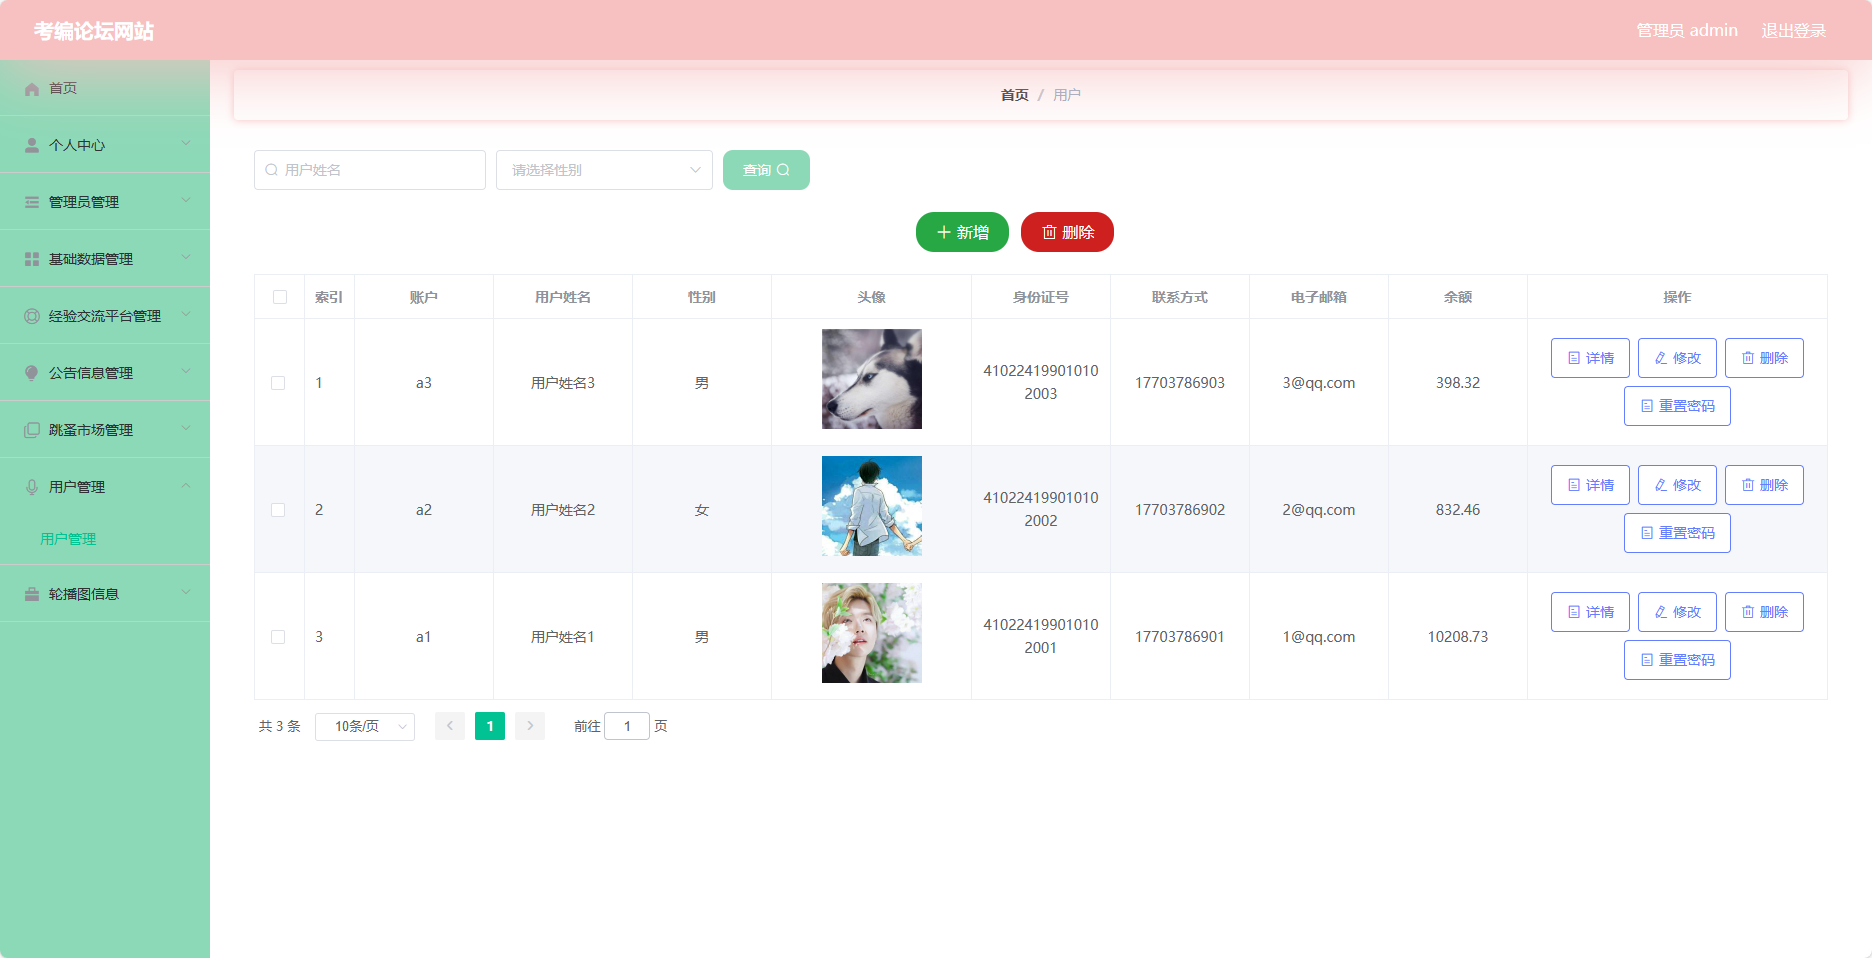 考编论坛网站
管理员 admin 退出登录
首页
个人中心
管理员管理
基础数据管理
经验交流平台管理
公告信息管理
跳蚤市场管理
用户管理
用户管理
轮播图信息
首页 / 用户
用户姓名 请选择性别 查询
新增 删除
索引 账户 用户姓名 性别 头像 身份证号 联系方式 电子邮箱 余额 操作
1 a3 用户姓名3 男 41022419901010 17703786903 3@qq.com 398.32 详情 修改 删除
2003 重置密码
2 a2 用户姓名2 女 41022419901010 17703786902 2@qq.com 832.46 详情 修改 删除
2002 重置密码
3 a1 用户姓名1 男 41022419901010 17703786901 1@qq.com 10208.73 详情 修改 删除
2001 重置密码
共 3 条 10条/页 1 前往 1 页